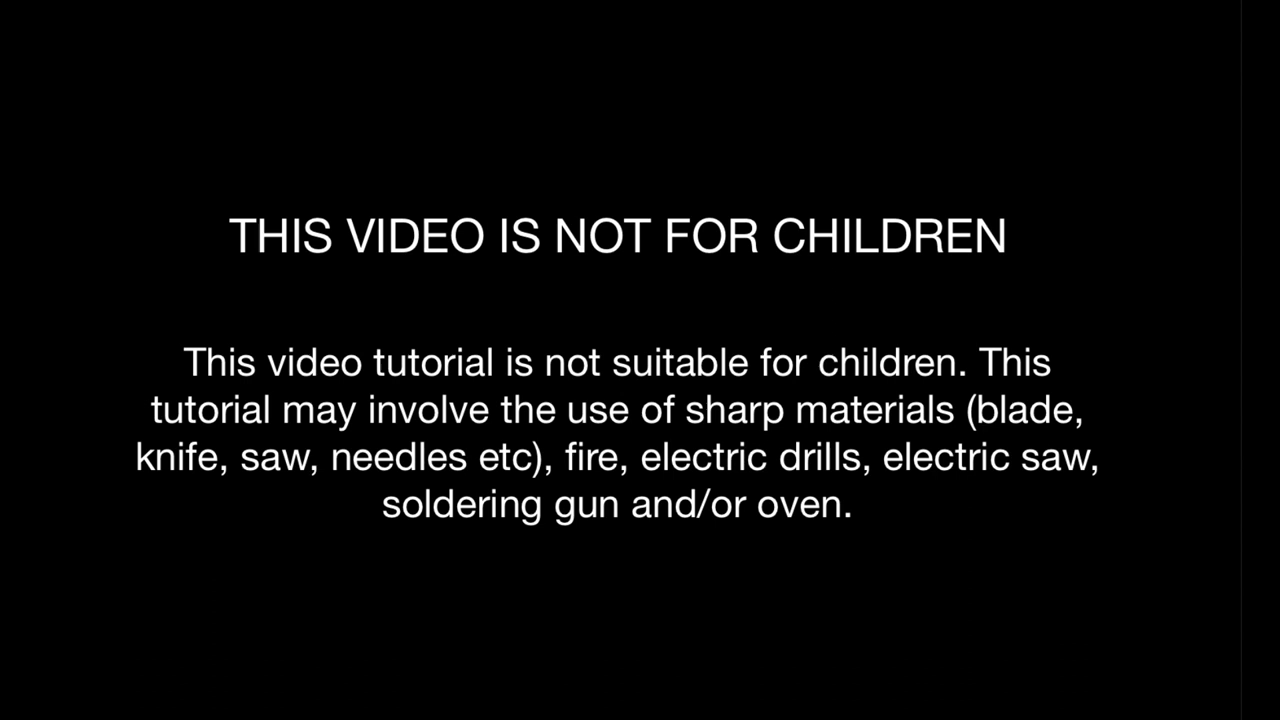 THIS VIDEO IS NOT FOR CHILDREN
This video tutorial is not suitable for children. This
tutorial may involve the use of sharp materials (blade,
knife, saw, needles etc), fire, electric drills, electric saw,
soldering gun and/or oven.